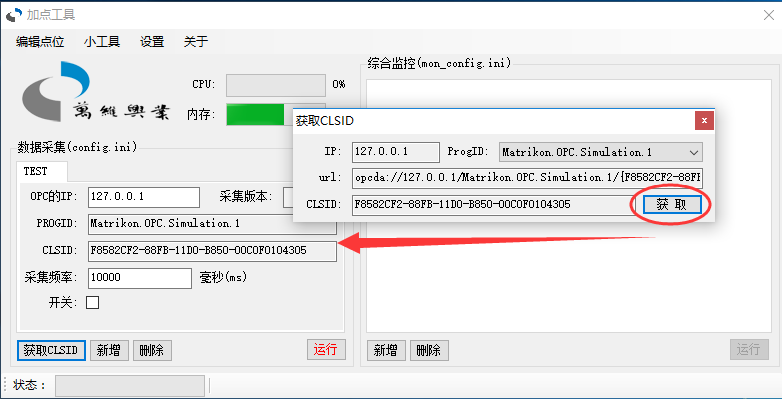 加点工具
编辑点位 小工具 设置 关于
萬維興業
CPU: 0%
内存:
综合监控(mon_config.ini)
获取CLSID
x
IP: 127.0.0.1 ProgID: Matrikon.OPC.Simulation.1
url: opcda://127.0.0.1/Matrikon.OPC.Simulation.1/{F8582CF2-88FB
CLSID: F8582CF2-88FB-11D0-B850-00C0F0104305 获 取
数据采集(config.ini)
TEST
OPC的IP: 127.0.0.1 采集版本:
PROGID: Matrikon.OPC.Simulation.1
CLSID: F8582CF2-88FB-11D0-B850-00C0F0104305
采集频率: 10000 毫秒(ms)
开关:
获取CLSID 新增 刪除 运行
新增 刪除 运行
状态：